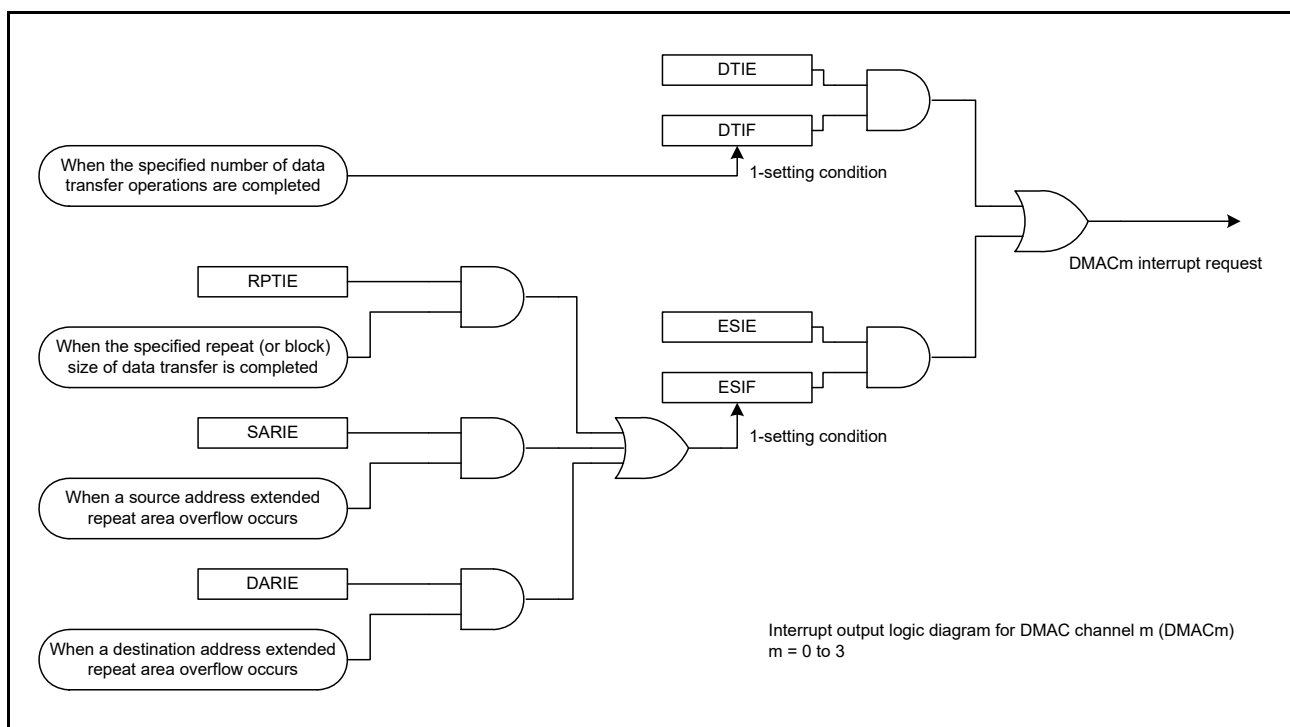 DTIE
DTIF
When the specified number of data
transfer operations are completed
1-setting condition
DMACm interrupt request
RPTIE
When the specified repeat (or block)
size of data transfer is completed
ESIE
ESIF
1-setting condition
SARIE
When a source address extended
repeat area overflow occurs
DARIE
When a destination address extended
repeat area overflow occurs
Interrupt output logic diagram for DMAC channel m (DMACm)
m = 0 to 3